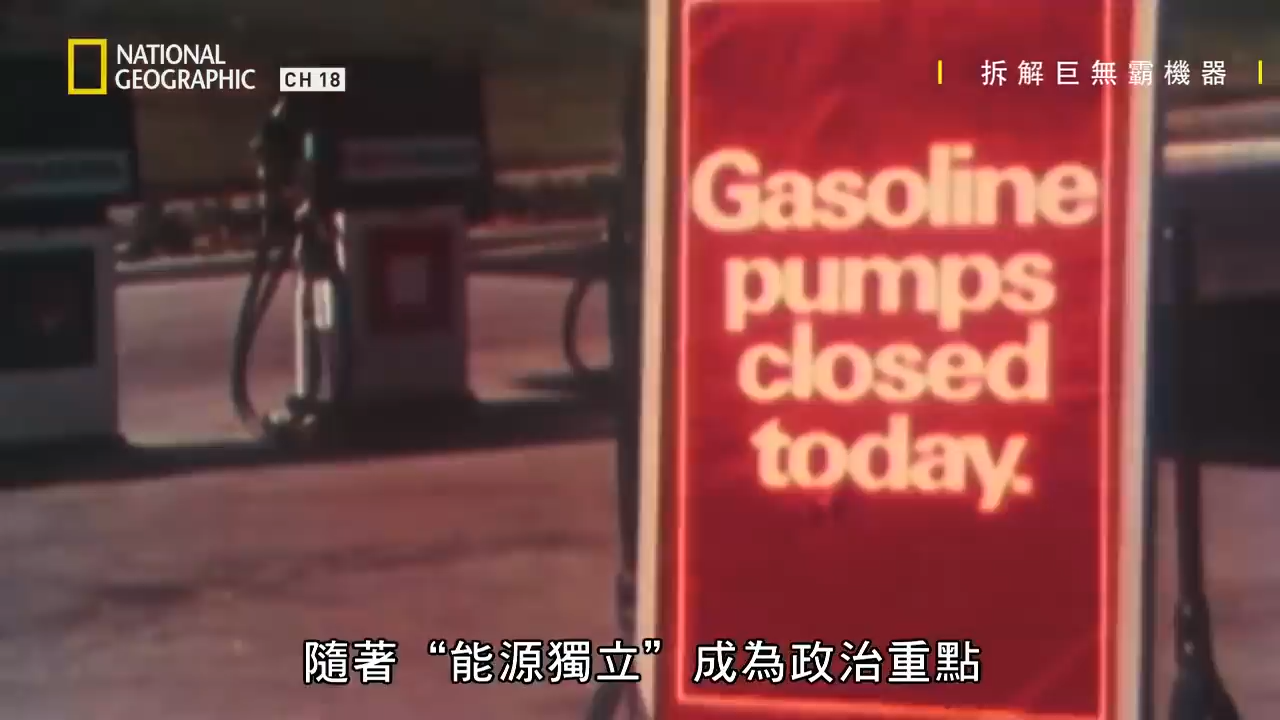 NATIONAL
GEOGRAPHIC
CH 18
拆解巨無霸機器
Gasoline
pumps
closed
today.
隨著“能源獨立”成為政治重點